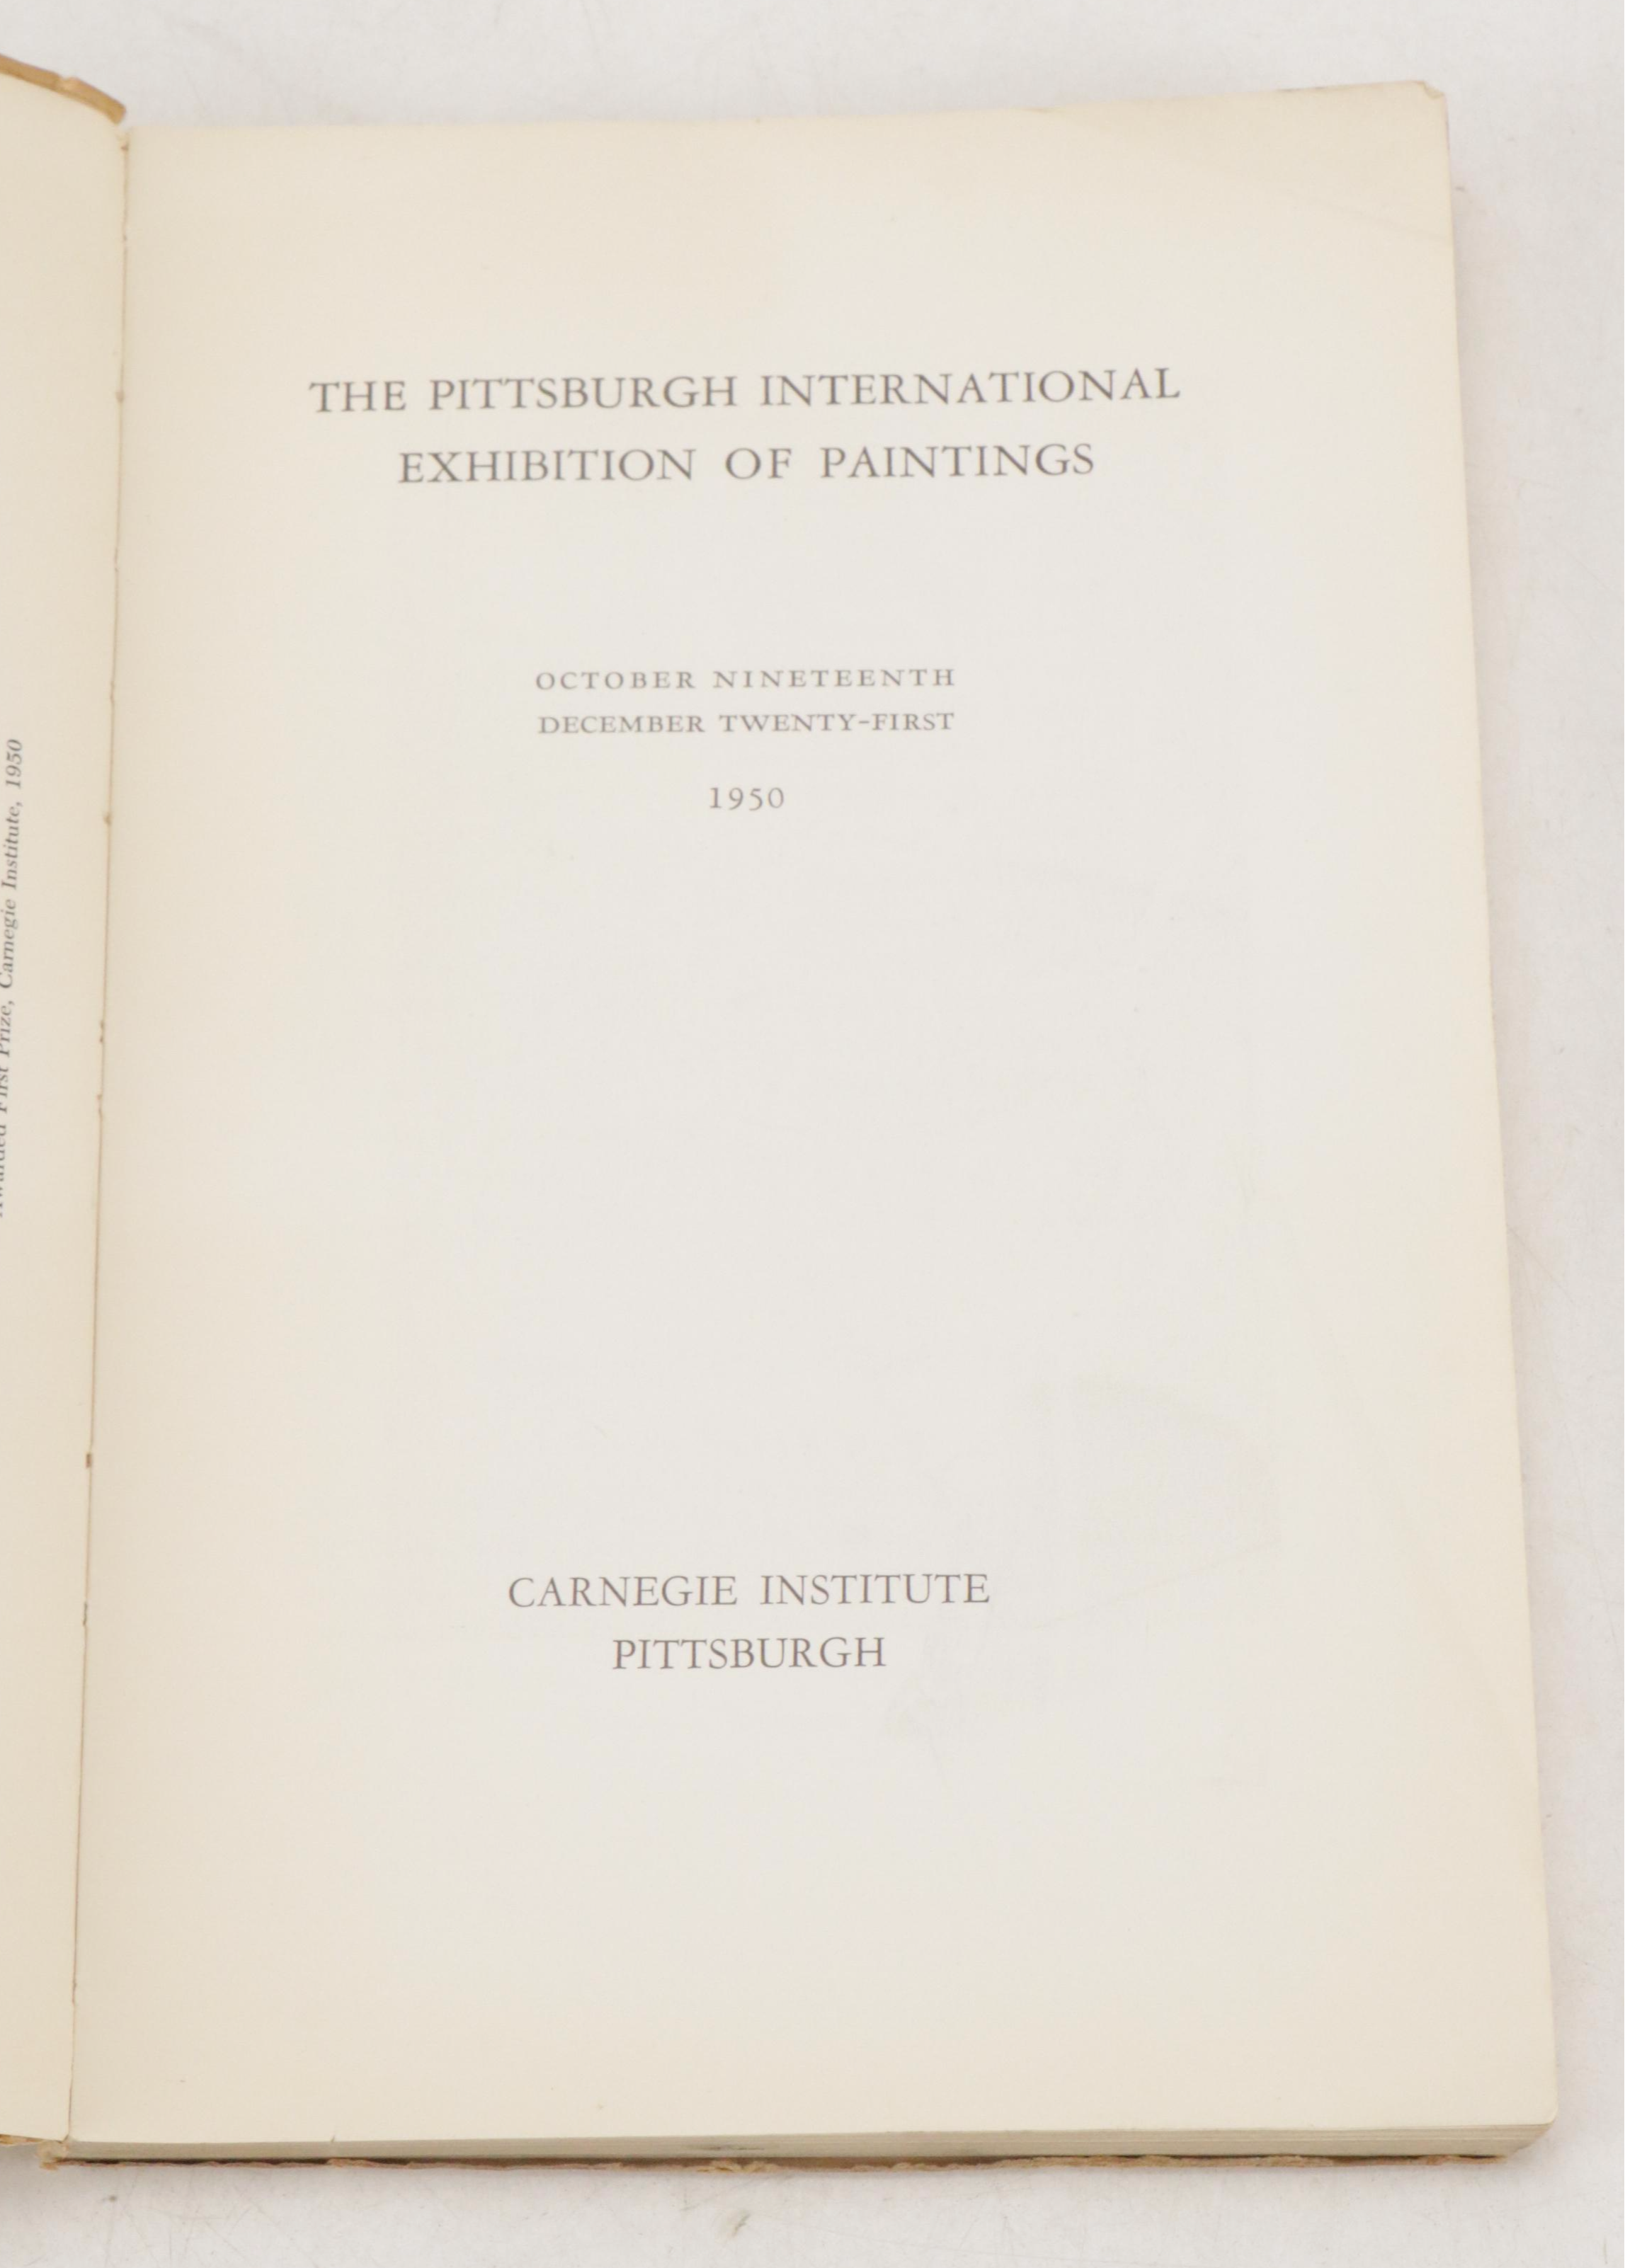 First Prize, Carnegie Institute, 1950
THE PITTSBURGH INTERNATIONAL
EXHIBITION OF PAINTINGS
OCTOBER NINETEENTH
DECEMBER TWENTY-FIRST
1950
CARNEGIE INSTITUTE
PITTSBURGH